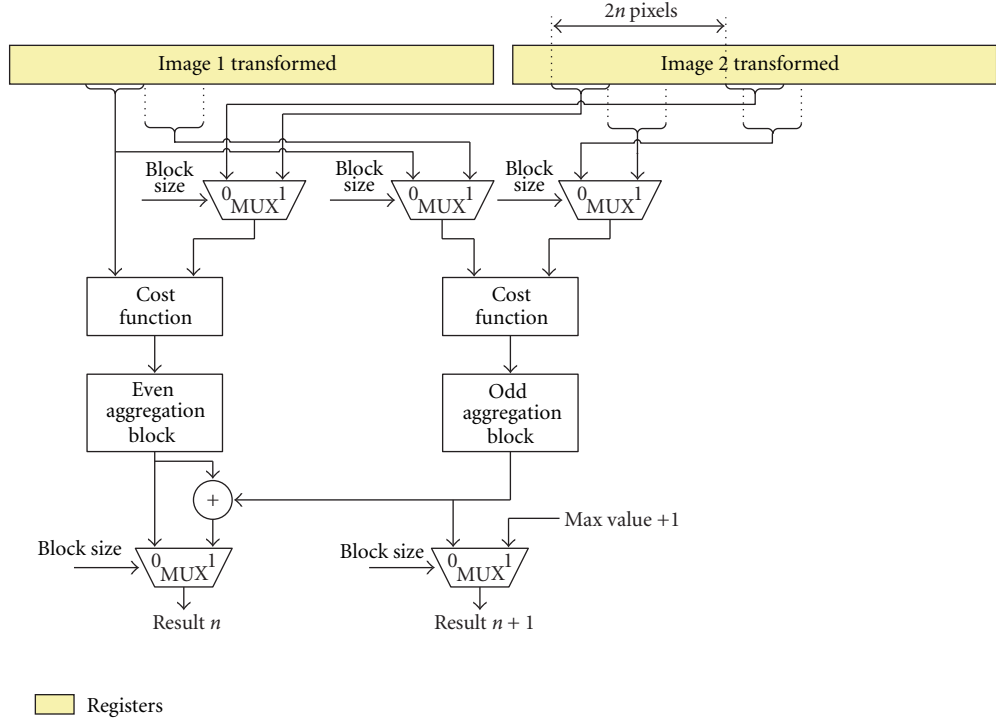 2n pixels
Image 1 transformed
Image 2 transformed
Block
size
0 1
MUX
Block
size
0 1
MUX
Block
size
0 1
MUX
Cost
function
Cost
function
Even
aggregation
block
Odd
aggregation
block
+
Max value +1
Block size
0 1
MUX
Block size
0 1
MUX
Result n
Result n + 1
Registers